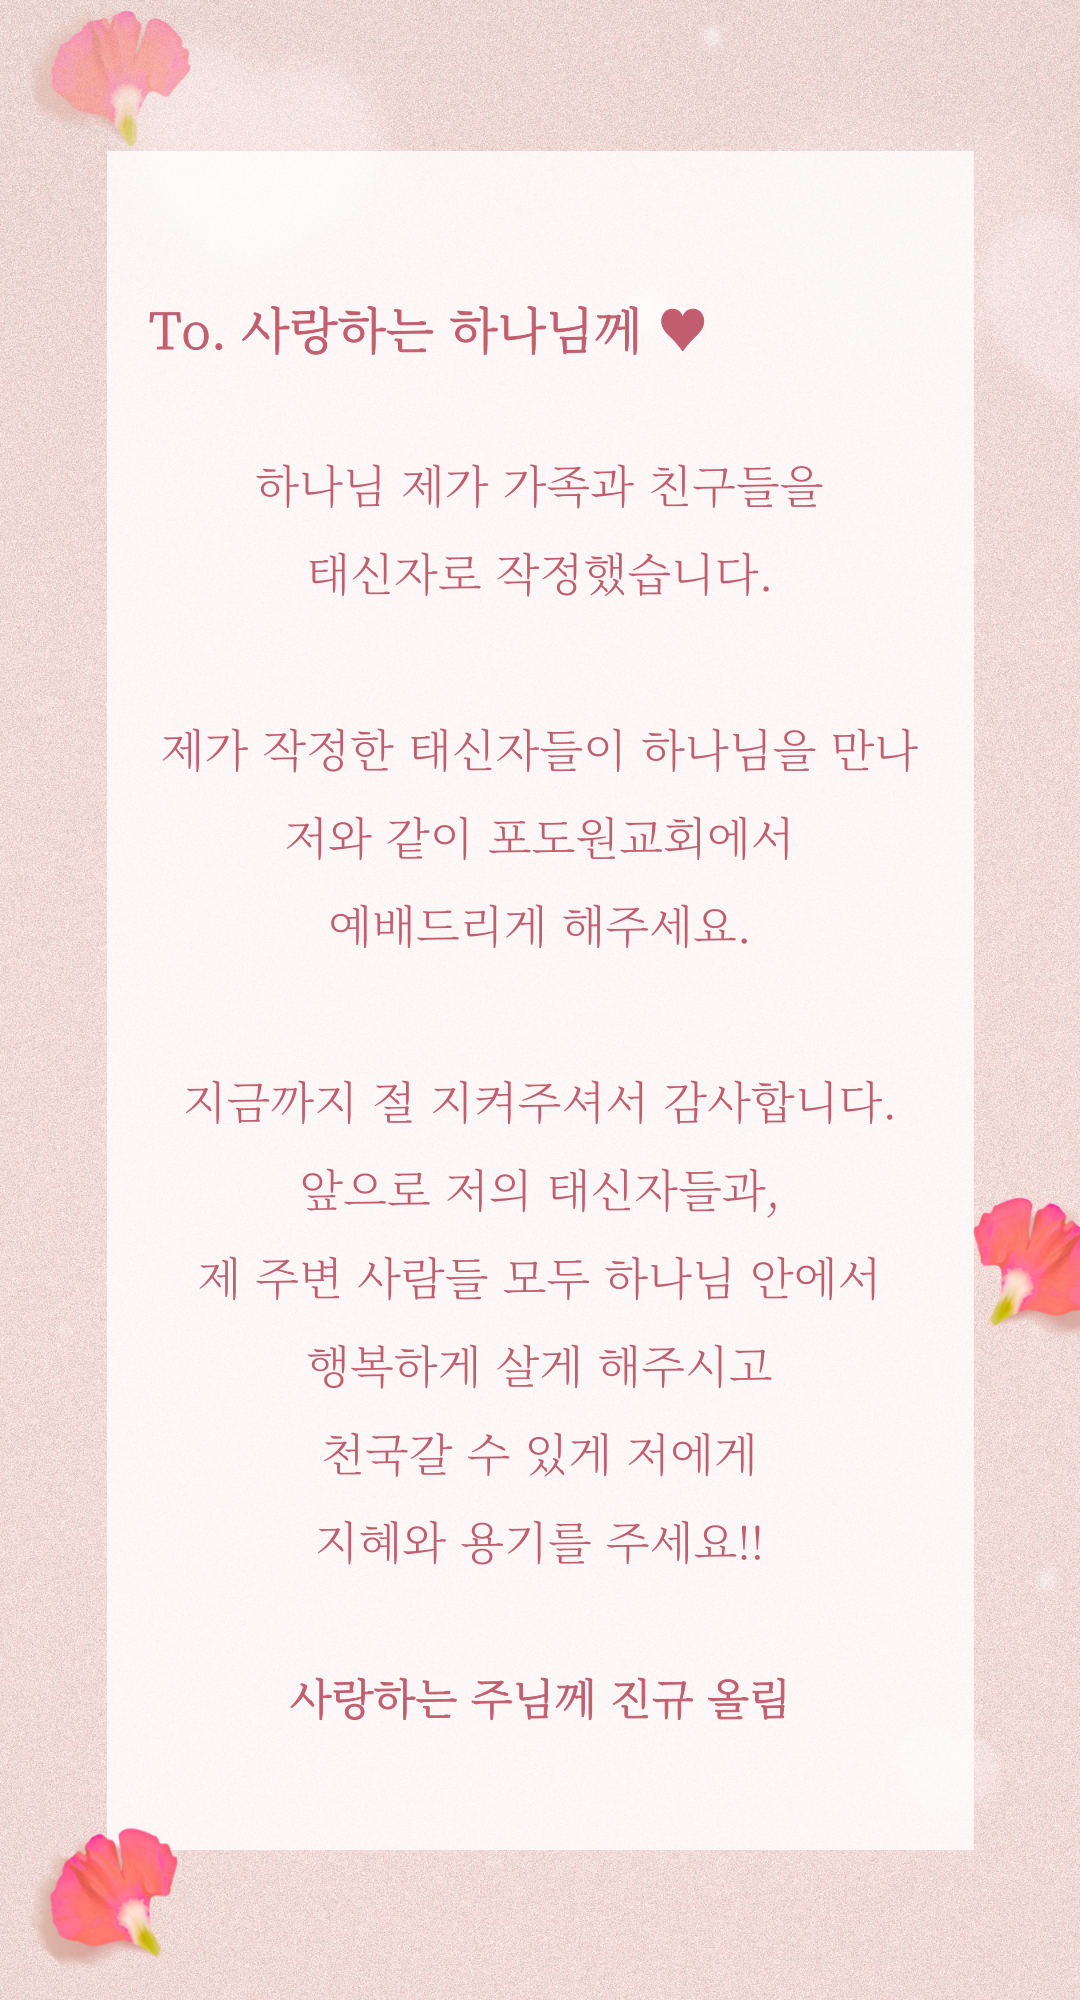 To. 사랑하는 하나님께 ♥
하나님 제가 가족과 친구들을
태신자로 작정했습니다.
제가 작정한 태신자들이 하나님을 만나
저와 같이 포도원교회에서
예배드리게 해주세요.
지금까지 절 지켜주셔서 감사합니다.
앞으로 저의 태신자들과,
제 주변 사람들 모두 하나님 안에서
행복하게 살게 해주시고
천국갈 수 있게 저에게
지혜와 용기를 주세요!!
사랑하는 주님께 진규 올림